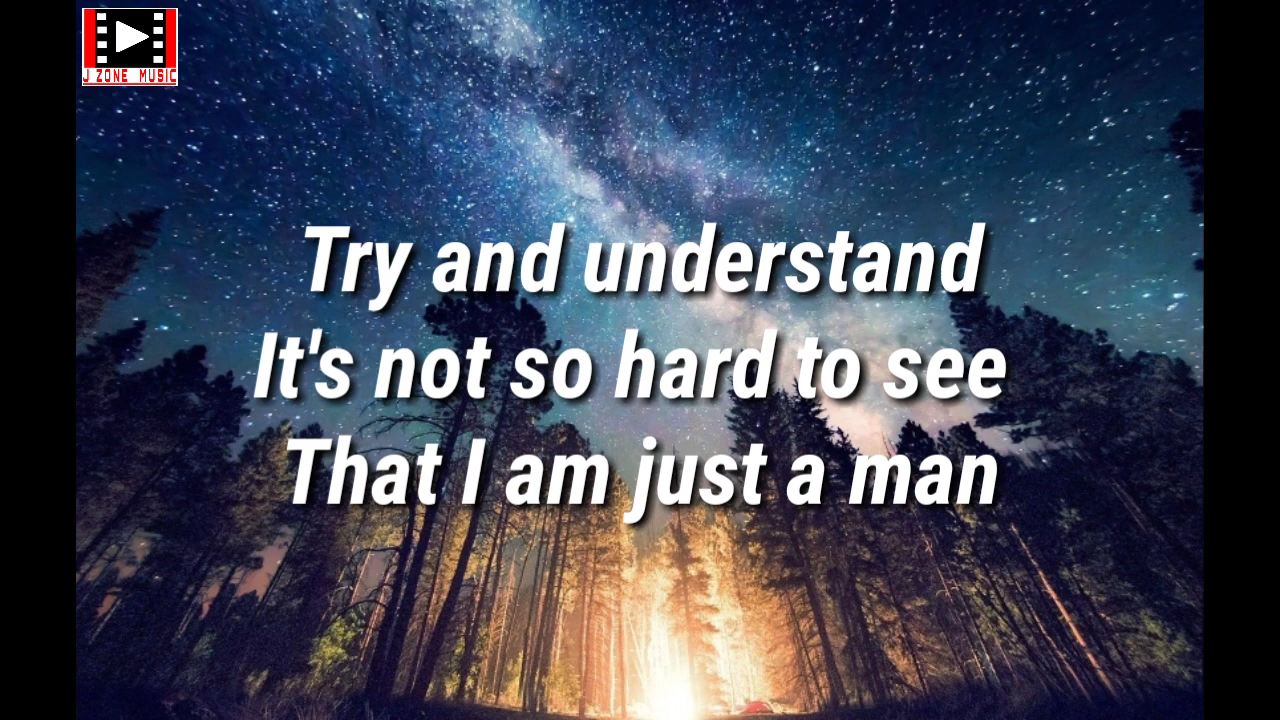 J ZONE MUSIC
Try and understand
It's not so hard to see
That I am just a man